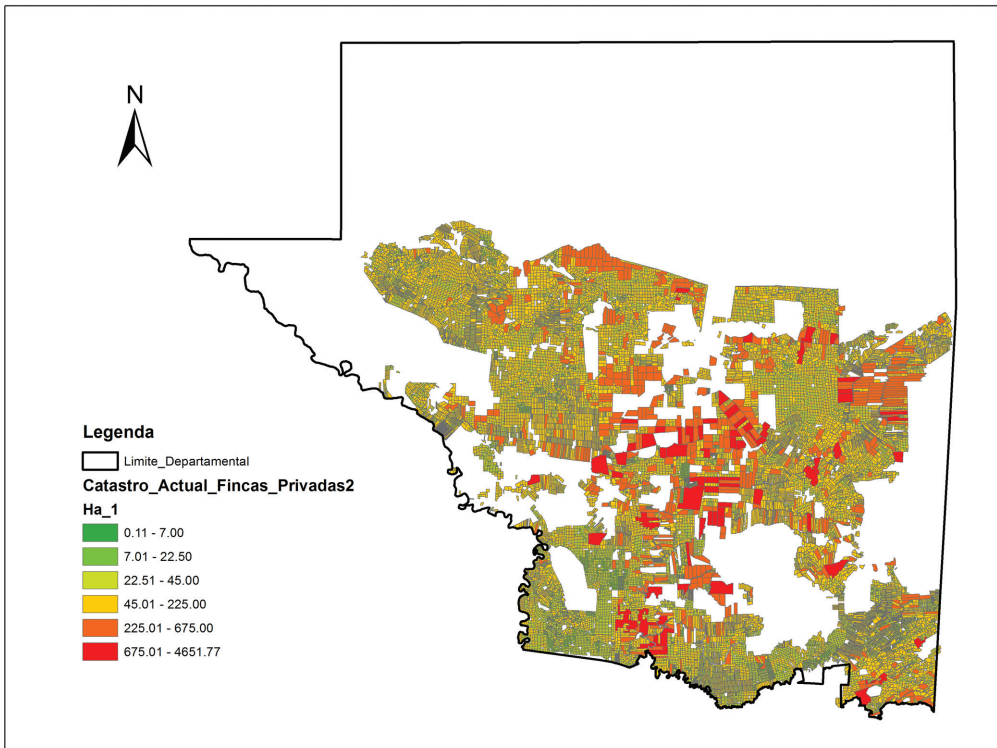 N
Legenda
Limite_Departamental
Catastro_Actual_Fincas_Privadas2
Ha_1
0.11 - 7.00
7.01 - 22.50
22.51 - 45.00
45.01 - 225.00
225.01 - 675.00
675.01 - 4651.77